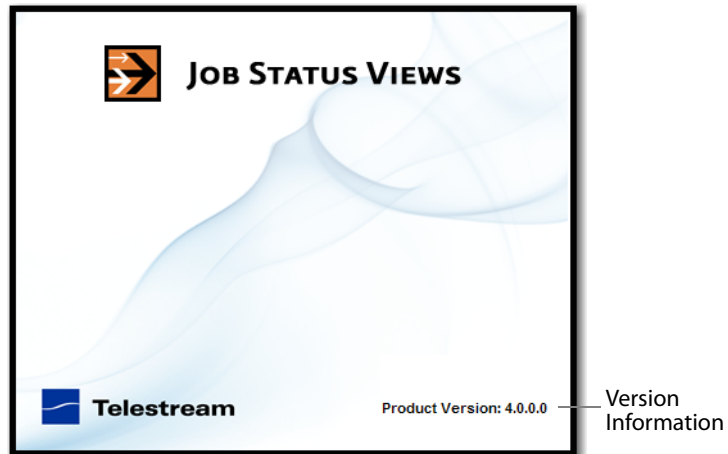 JOB STATUS VIEWS
Telestream
Product Version: 4.0.0.0
Version
Information